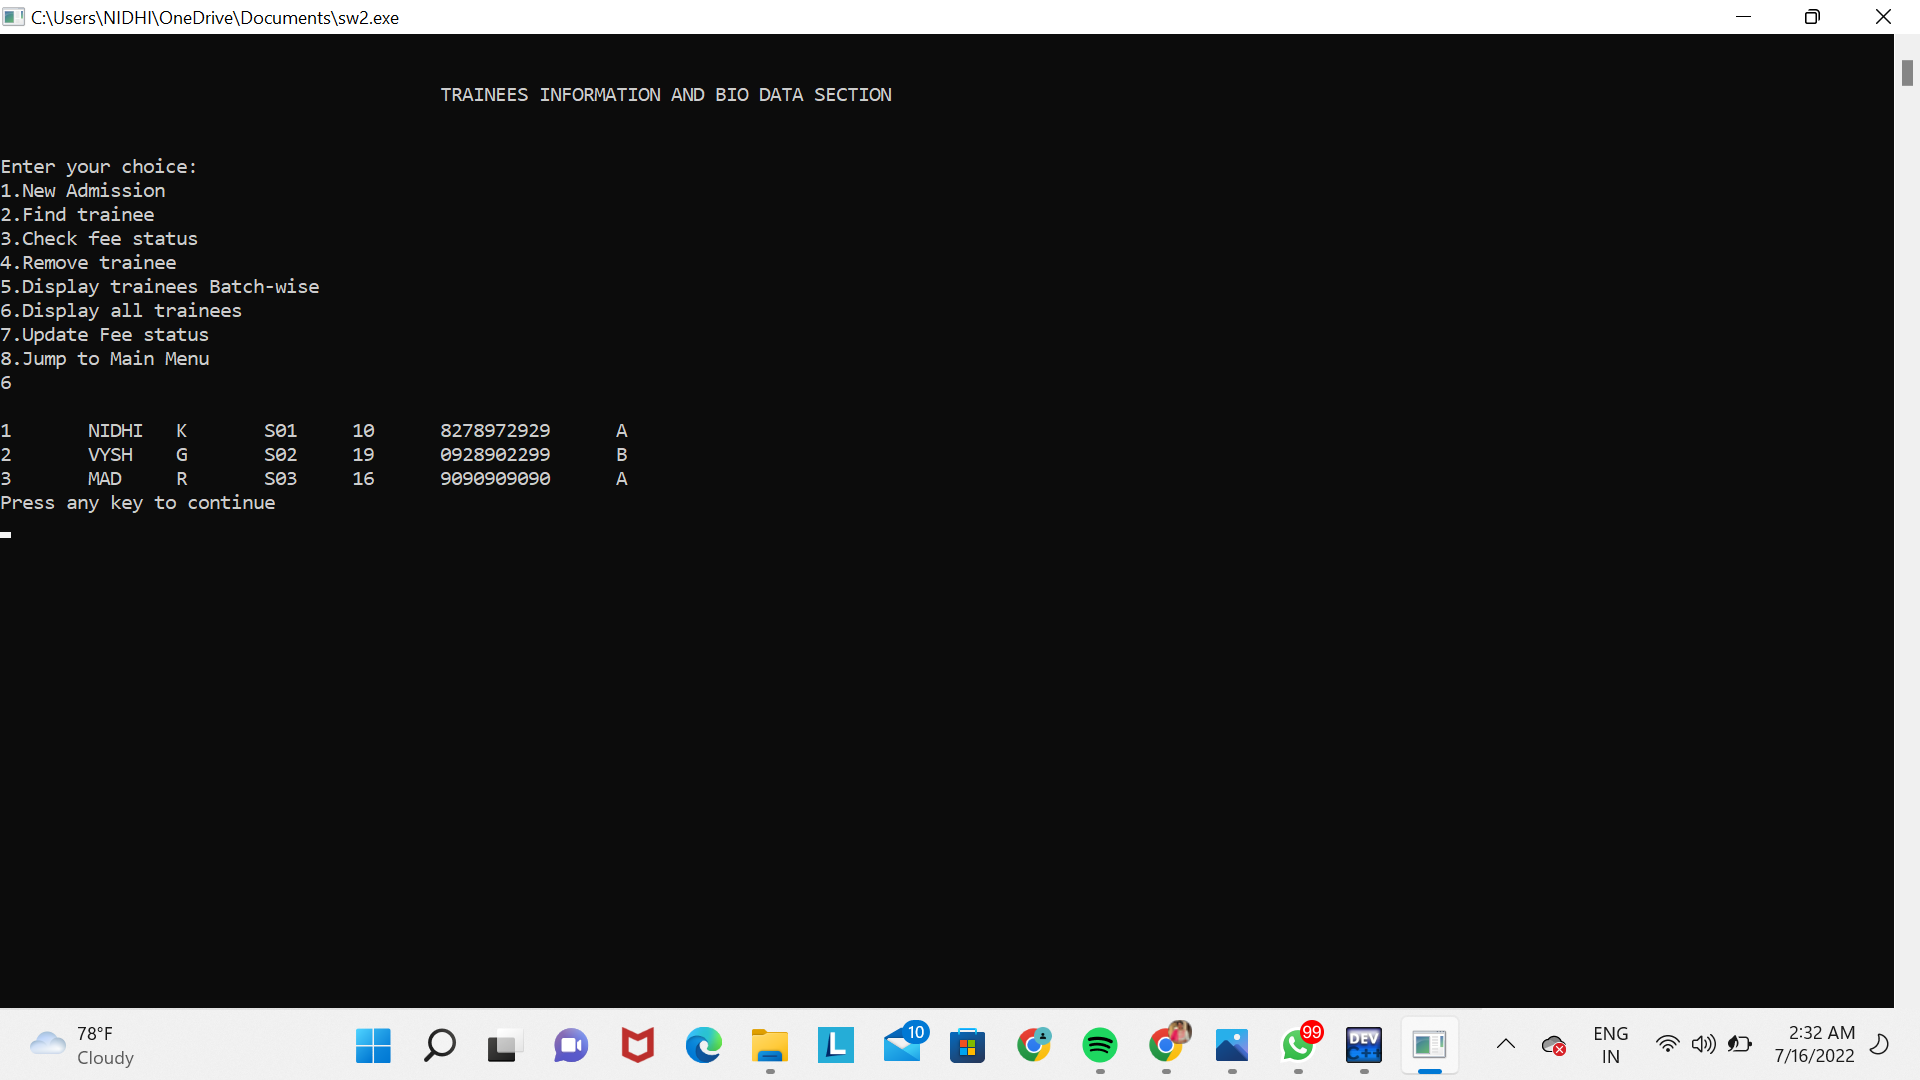 C:\Users\NIDHI\OneDrive\Documents\sw2.exe
TRAINEES INFORMATION AND BIO DATA SECTION
Enter your choice:
1.New Admission
2.Find trainee
3.Check fee status
4.Remove trainee
5.Display trainees Batch-wise
6.Display all trainees
7.Update Fee status
8.Jump to Main Menu
6
1 NIDHI K S01 10 8278972929 A
2 VYSH G S02 19 0928902299 B
3 MAD R S03 16 9090909090 A
Press any key to continue
78°F
Cloudy
L
10
99
DEV
C++
ENG
IN
2:32 AM
7/16/2022